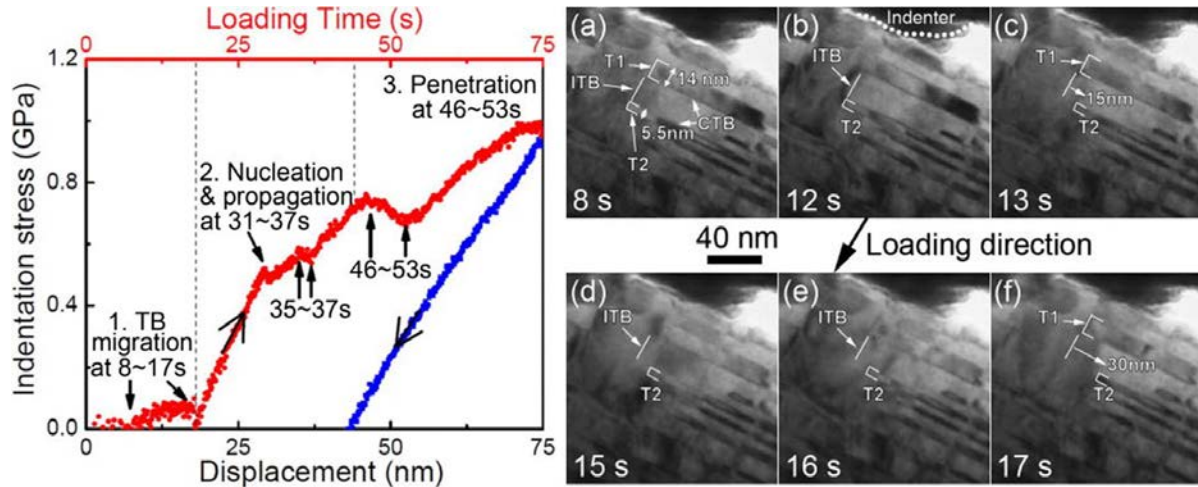 Loading Time (s)
0 25 50 75
Indentation stress (GPa)
1.2
0.8
0.4
0.0
3. Penetration
at 46~53s
2. Nucleation
& propagation
at 31~37s
46~53s
35~37s
1. TB
migration
at 8~17s
0 25 50 75
Displacement (nm)
(a)
T1
ITB
14 nm
CTB
5.5nm
T2
8 s
(b)
Indenter
ITB
T2
12 s
(c)
T1
15nm
T2
13 s
40 nm
Loading direction
(d)
ITB
T2
15 s
(e)
ITB
T2
16 s
(f)
T1
30nm
T2
17 s